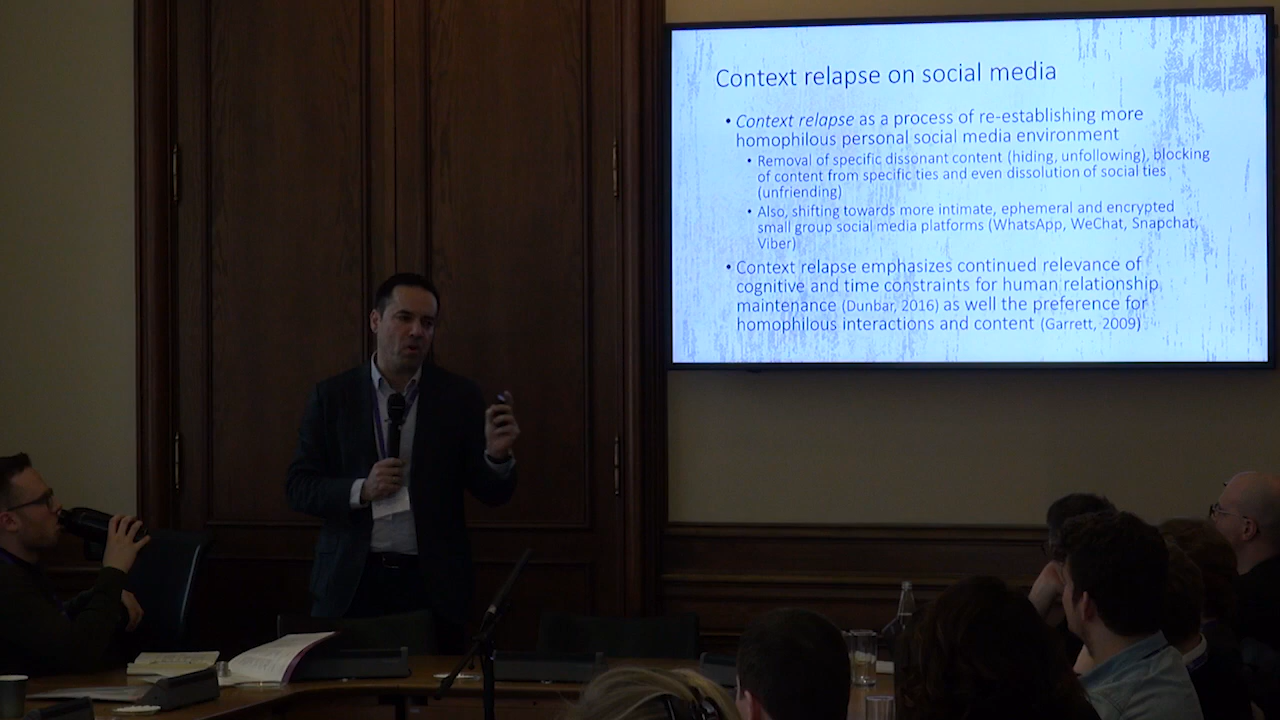 Context relapse on social media
• Context relapse as a process of re-establishing more
homophilous personal social media environment
• Removal of specific dissonant content (hiding, unfollowing), blocking
of content from specific ties and even dissolution of social ties
(unfriending)
• Also, shifting towards more intimate, ephemeral and encrypted
small group social media platforms (WhatsApp, WeChat, Snapchat,
Viber)
• Context relapse emphasizes continued relevance of
cognitive and time constraints for human relationship
maintenance (Dunbar, 2016) as well the preference for
homophilous interactions and content (Garrett, 2009)